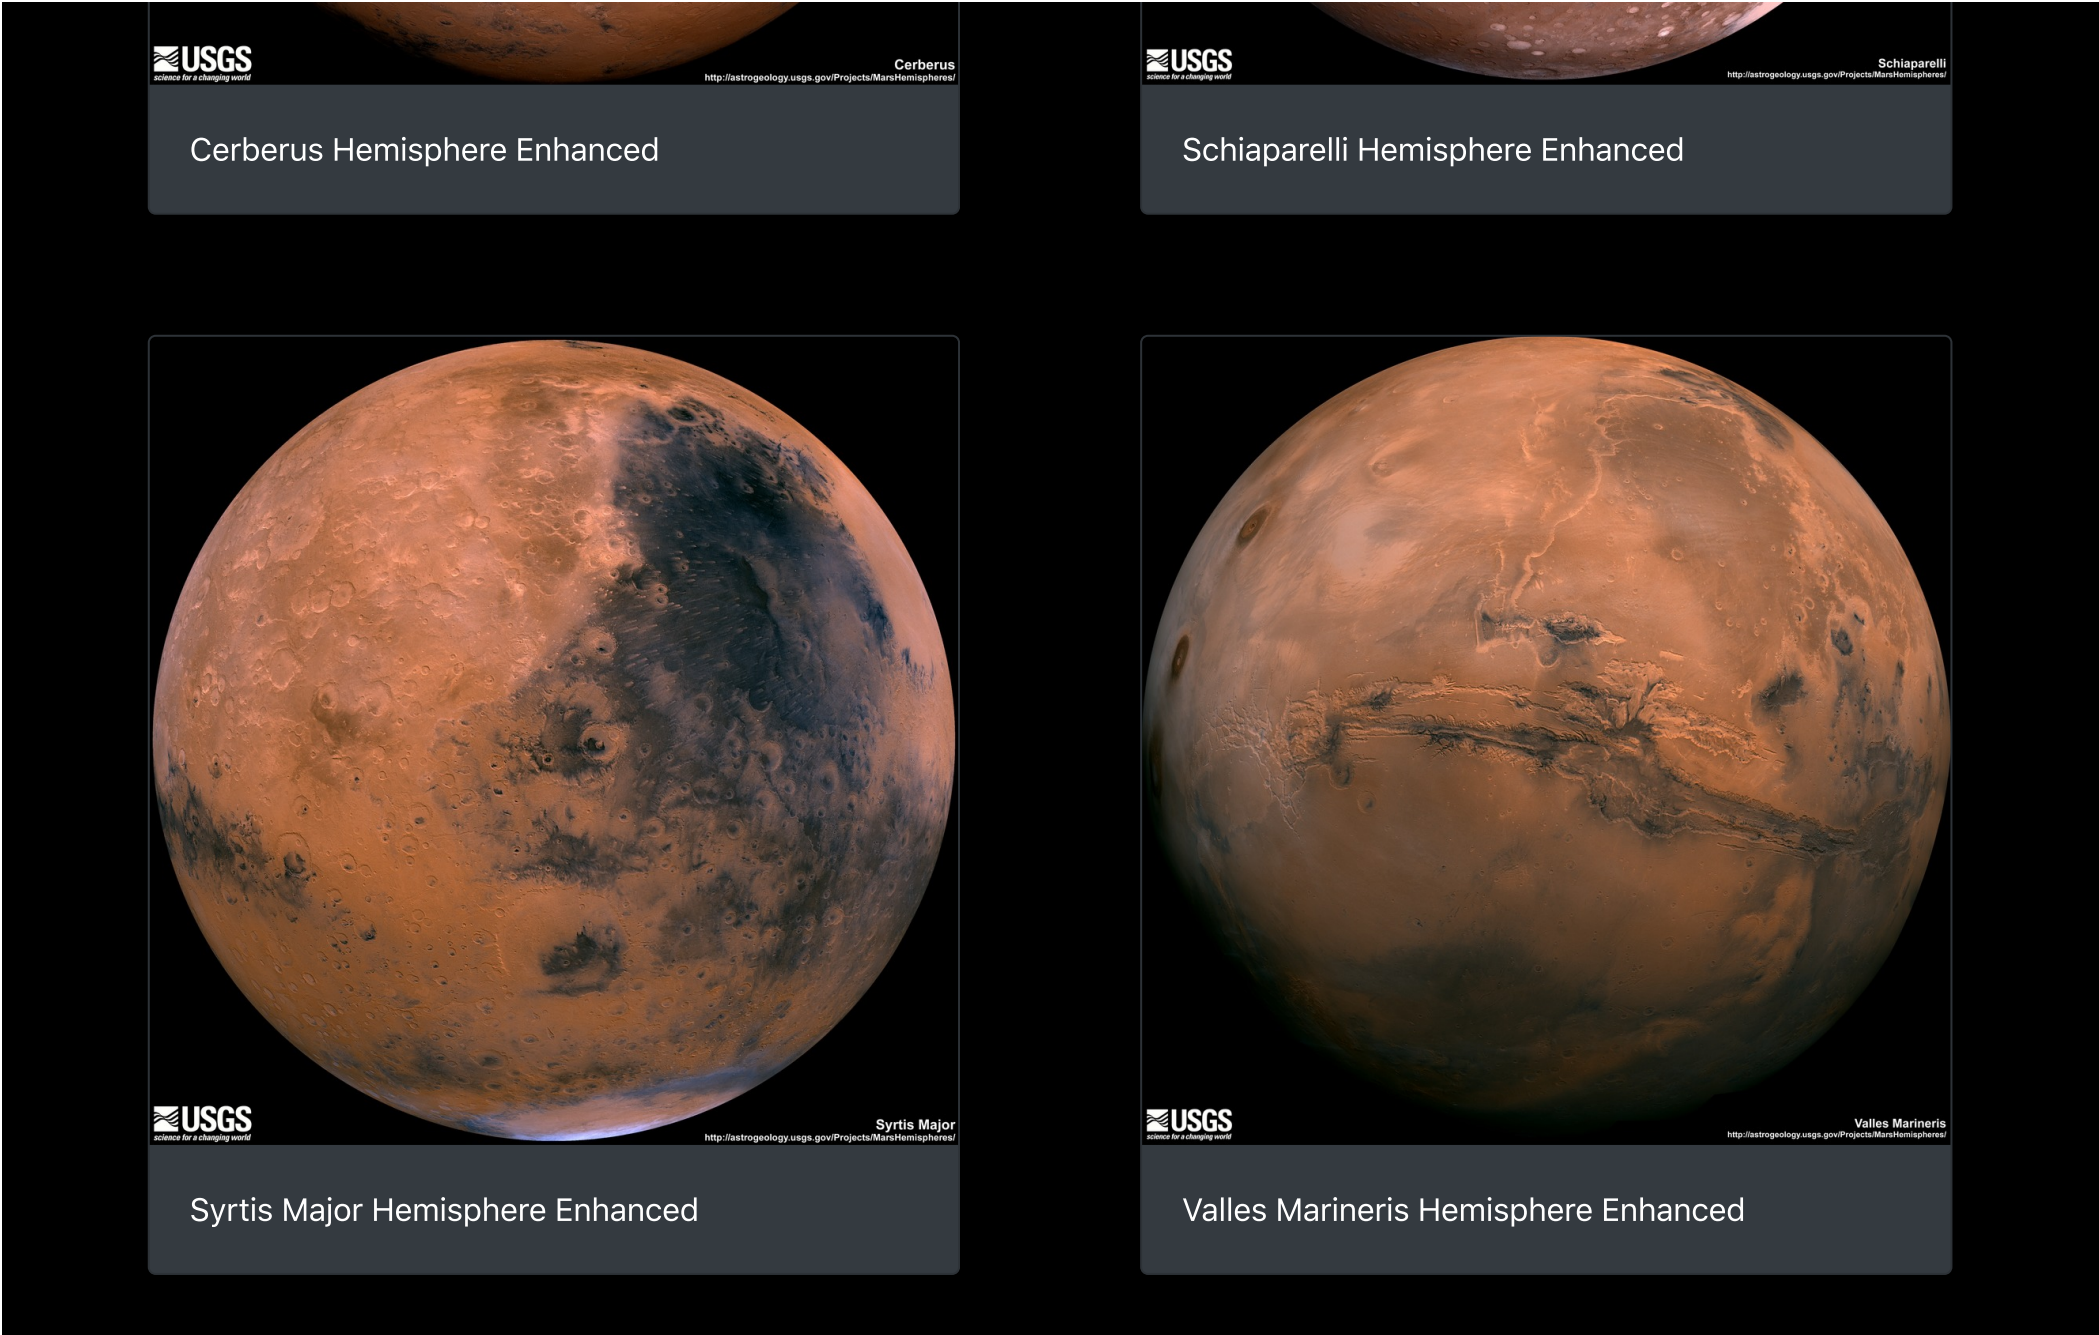 USGS
science for a changing world
Cerberus
http://astrogeology.usgs.gov/Projects/MarsHemispheres/
Cerberus Hemisphere Enhanced
USGS
science for a changing world
Schiaparelli
http://astrogeology.usgs.gov/Projects/MarsHemispheres/
Schiaparelli Hemisphere Enhanced
USGS
science for a changing world
Syrtis Major
http://astrogeology.usgs.gov/Projects/MarsHemispheres/
Syrtis Major Hemisphere Enhanced
USGS
science for a changing world
Valles Marineris
http://astrogeology.usgs.gov/Projects/MarsHemispheres/
Valles Marineris Hemisphere Enhanced